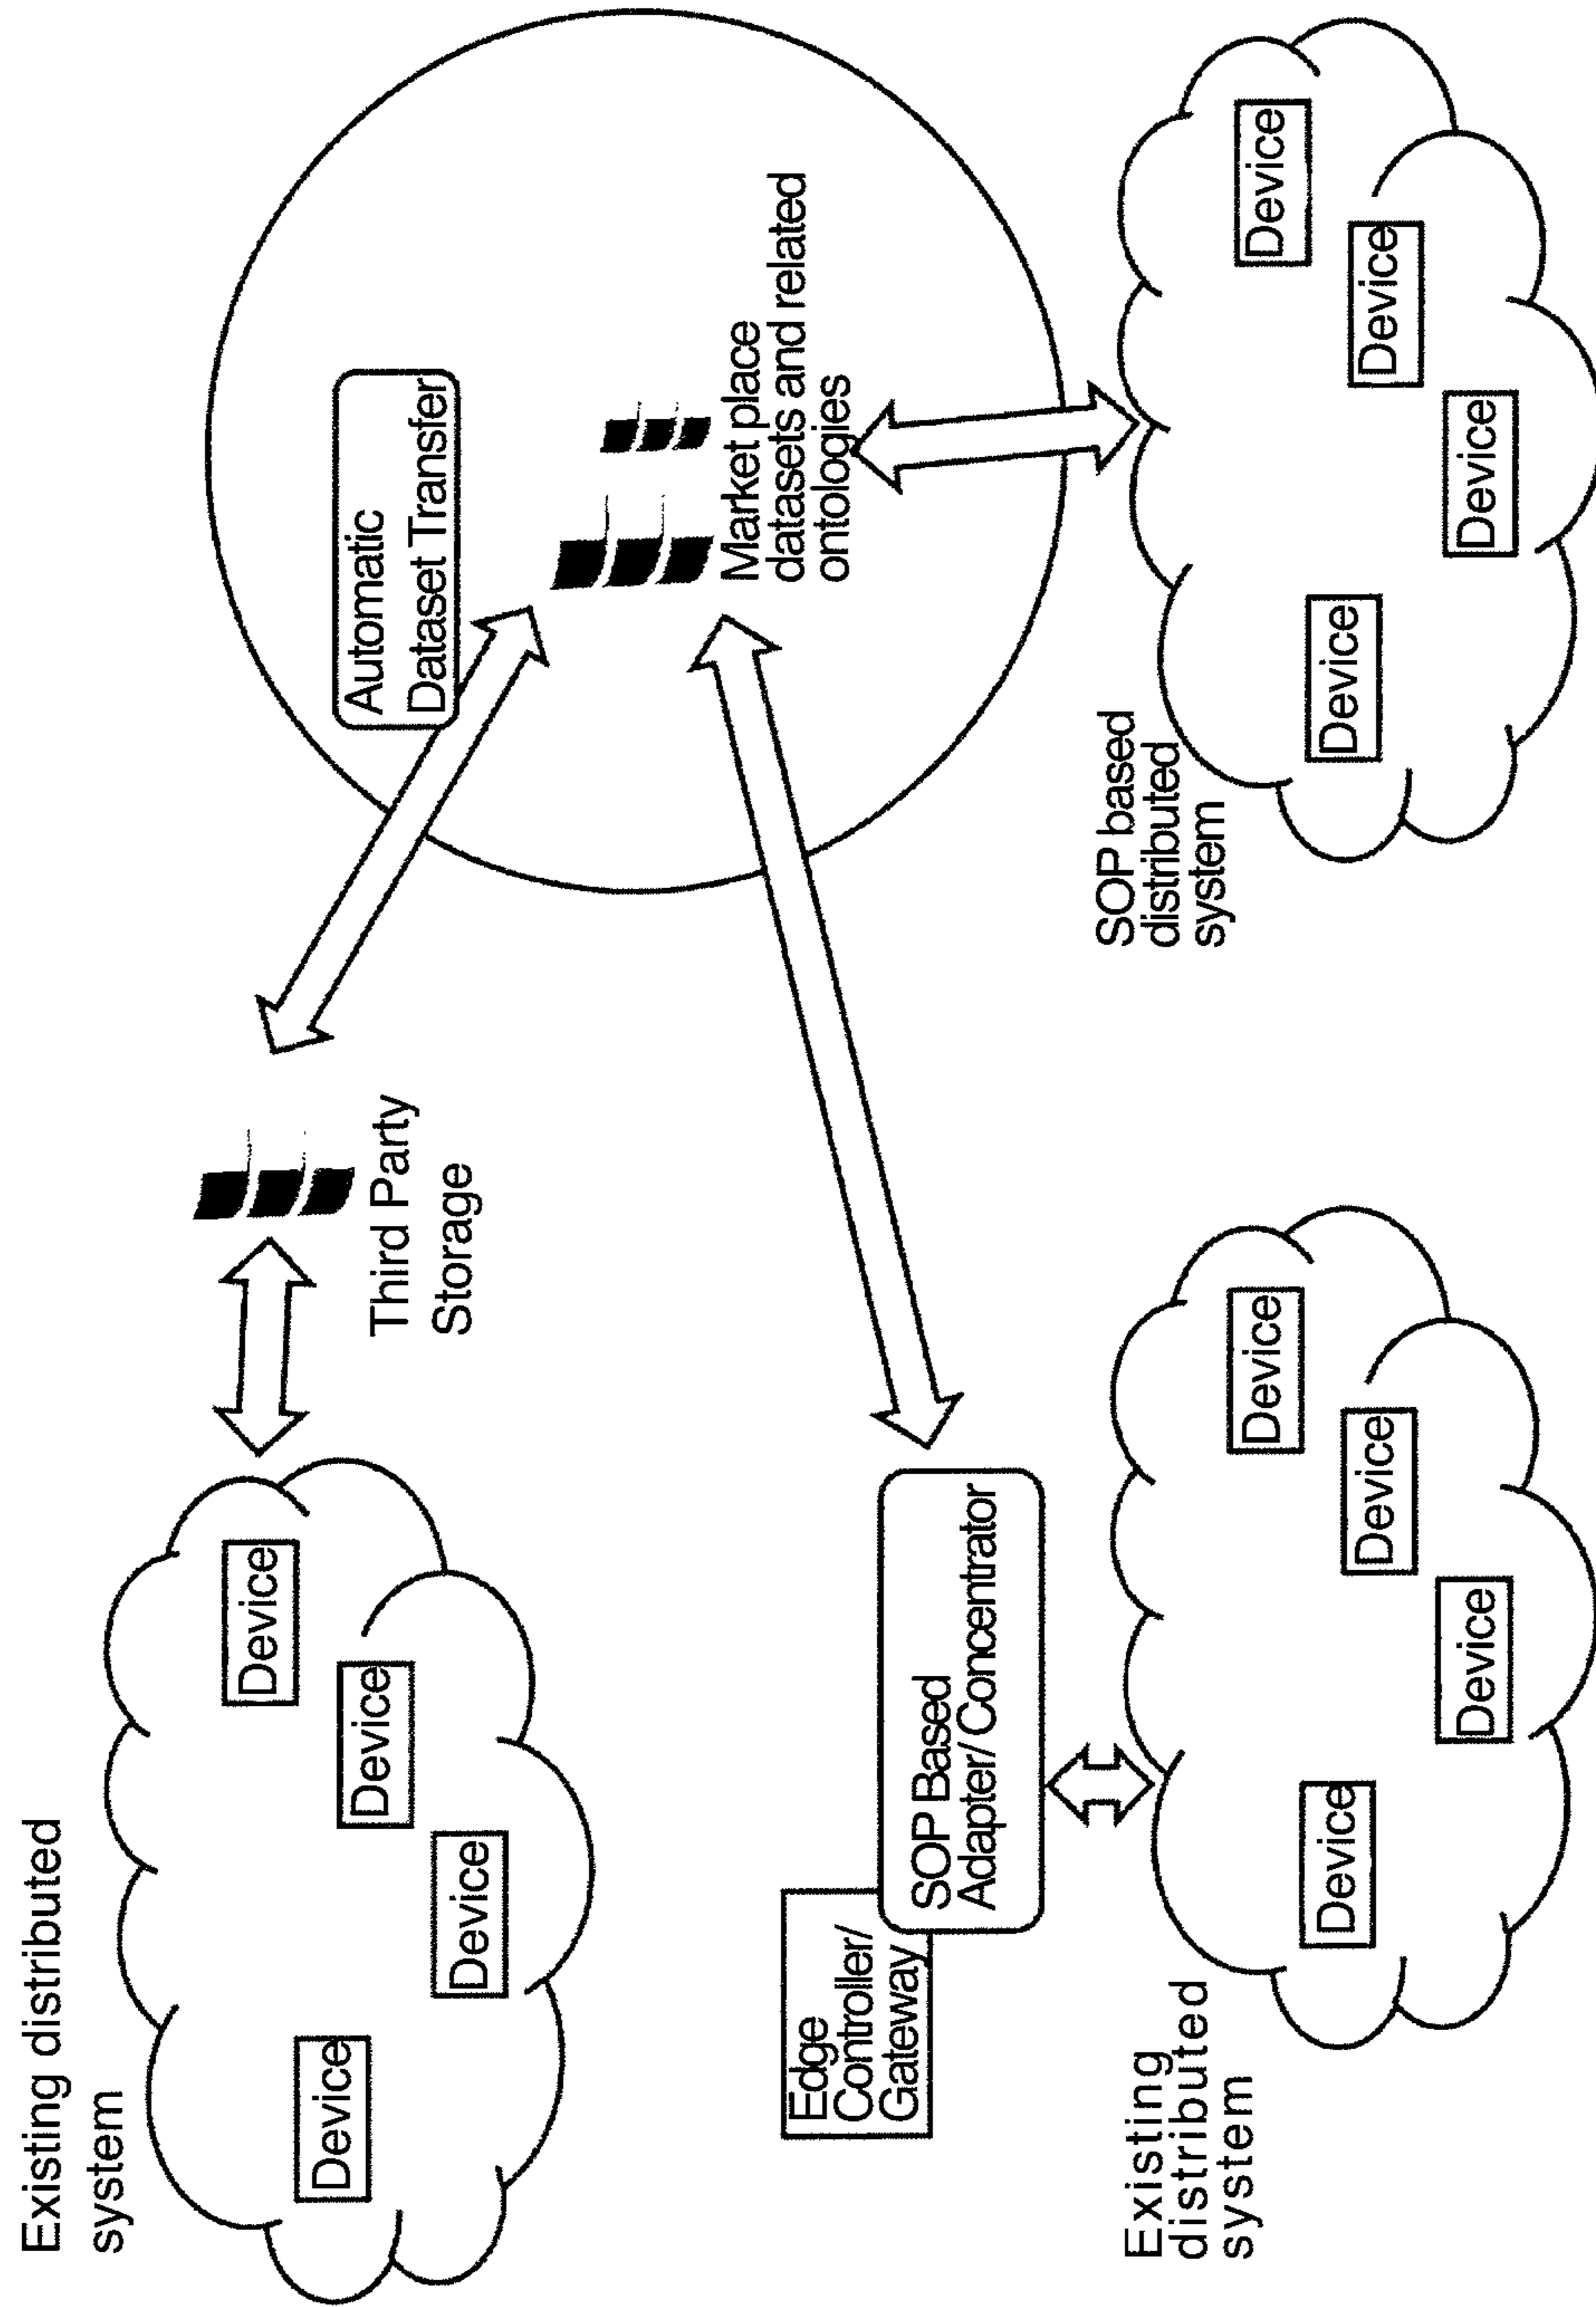 Existing distributed
system
Device
Device
Device
Device
Third Party
Storage
Automatic
Dataset Transfer
Market place
datasets and related
ontologies
Edge
Controller/
Gateway
SOP Based
Adapter/ Concentrator
Existing
distributed
system
Device
Device
Device
Device
SOP based
distributed
system
Device
Device
Device
Device